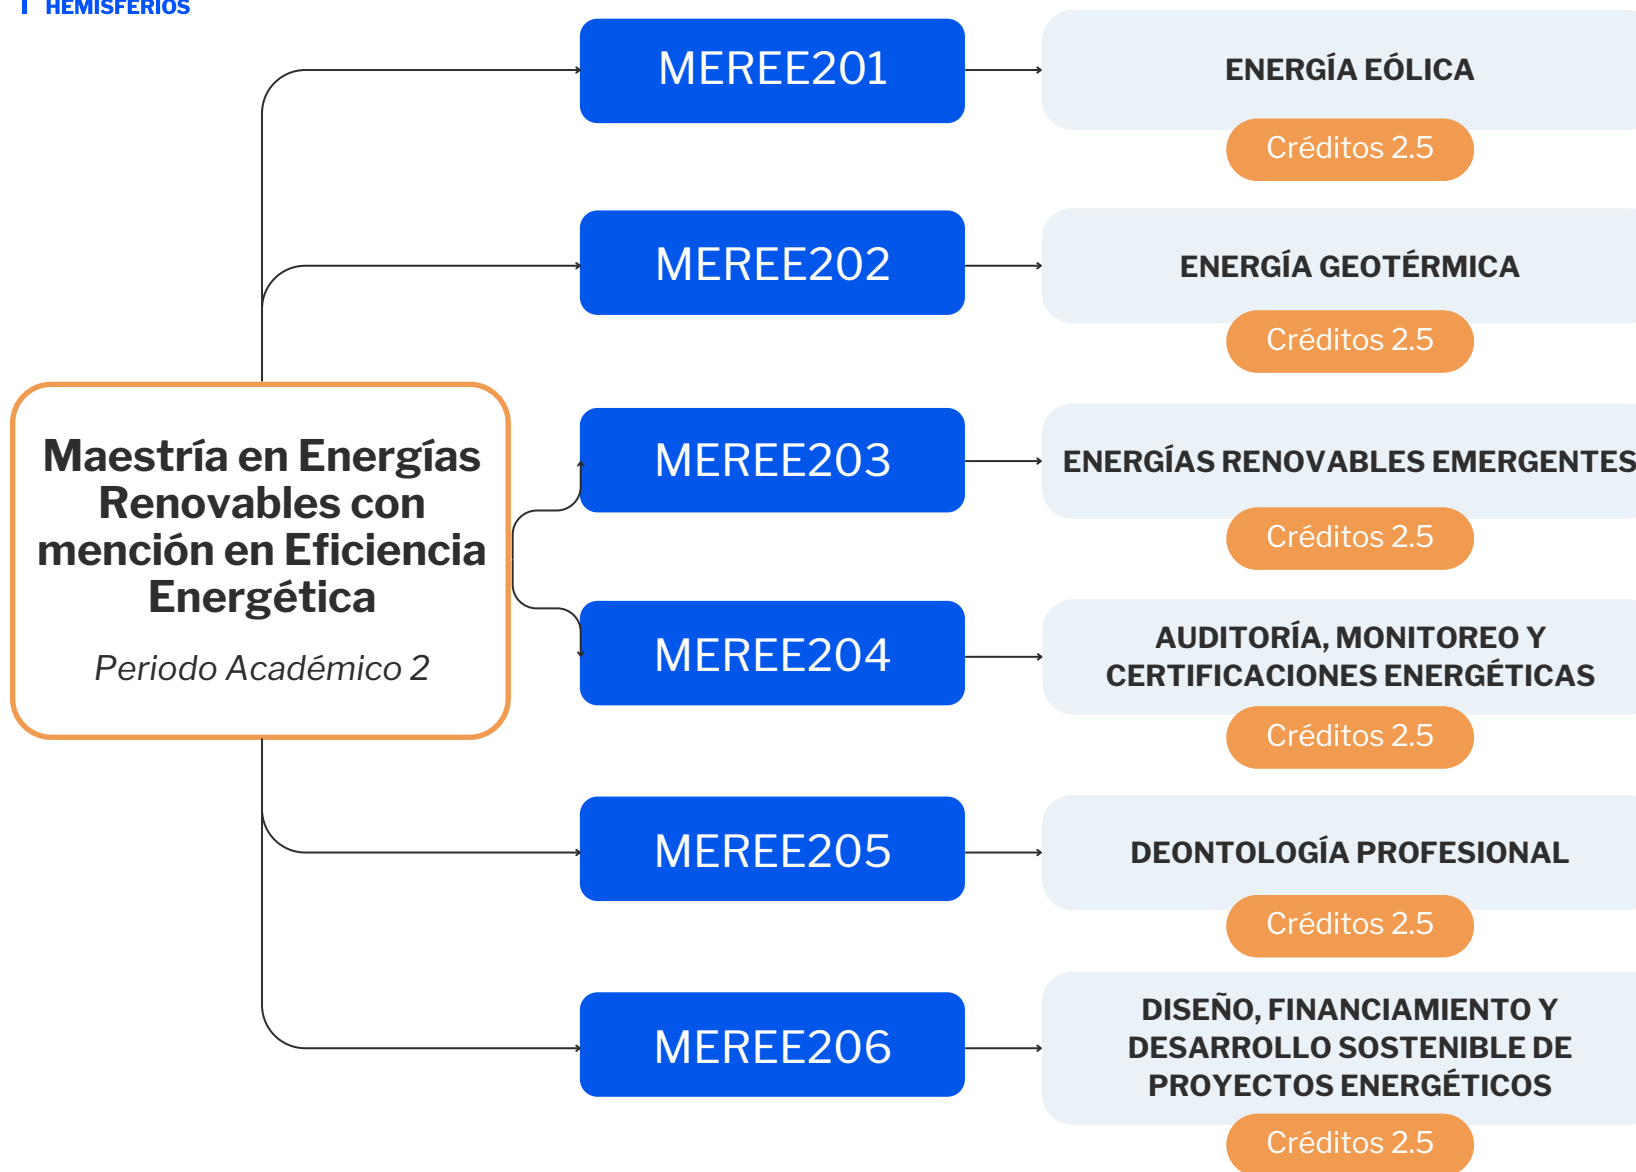 HEMISFERIOS
MEREE201
ENERGÍA EÓLICA
Créditos 2.5
MEREE202
ENERGÍA GEOTÉRMICA
Créditos 2.5
Maestría en Energías
Renovables con
mención en Eficiencia
Energética
Periodo Académico 2
MEREE203
ENERGÍAS RENOVABLES EMERGENTES
Créditos 2.5
MEREE204
AUDITORÍA, MONITOREO Y
CERTIFICACIONES ENERGÉTICAS
Créditos 2.5
MEREE205
DEONTOLOGÍA PROFESIONAL
Créditos 2.5
MEREE206
DISEÑO, FINANCIAMIENTO Y
DESARROLLO SOSTENIBLE DE
PROYECTOS ENERGÉTICOS
Créditos 2.5